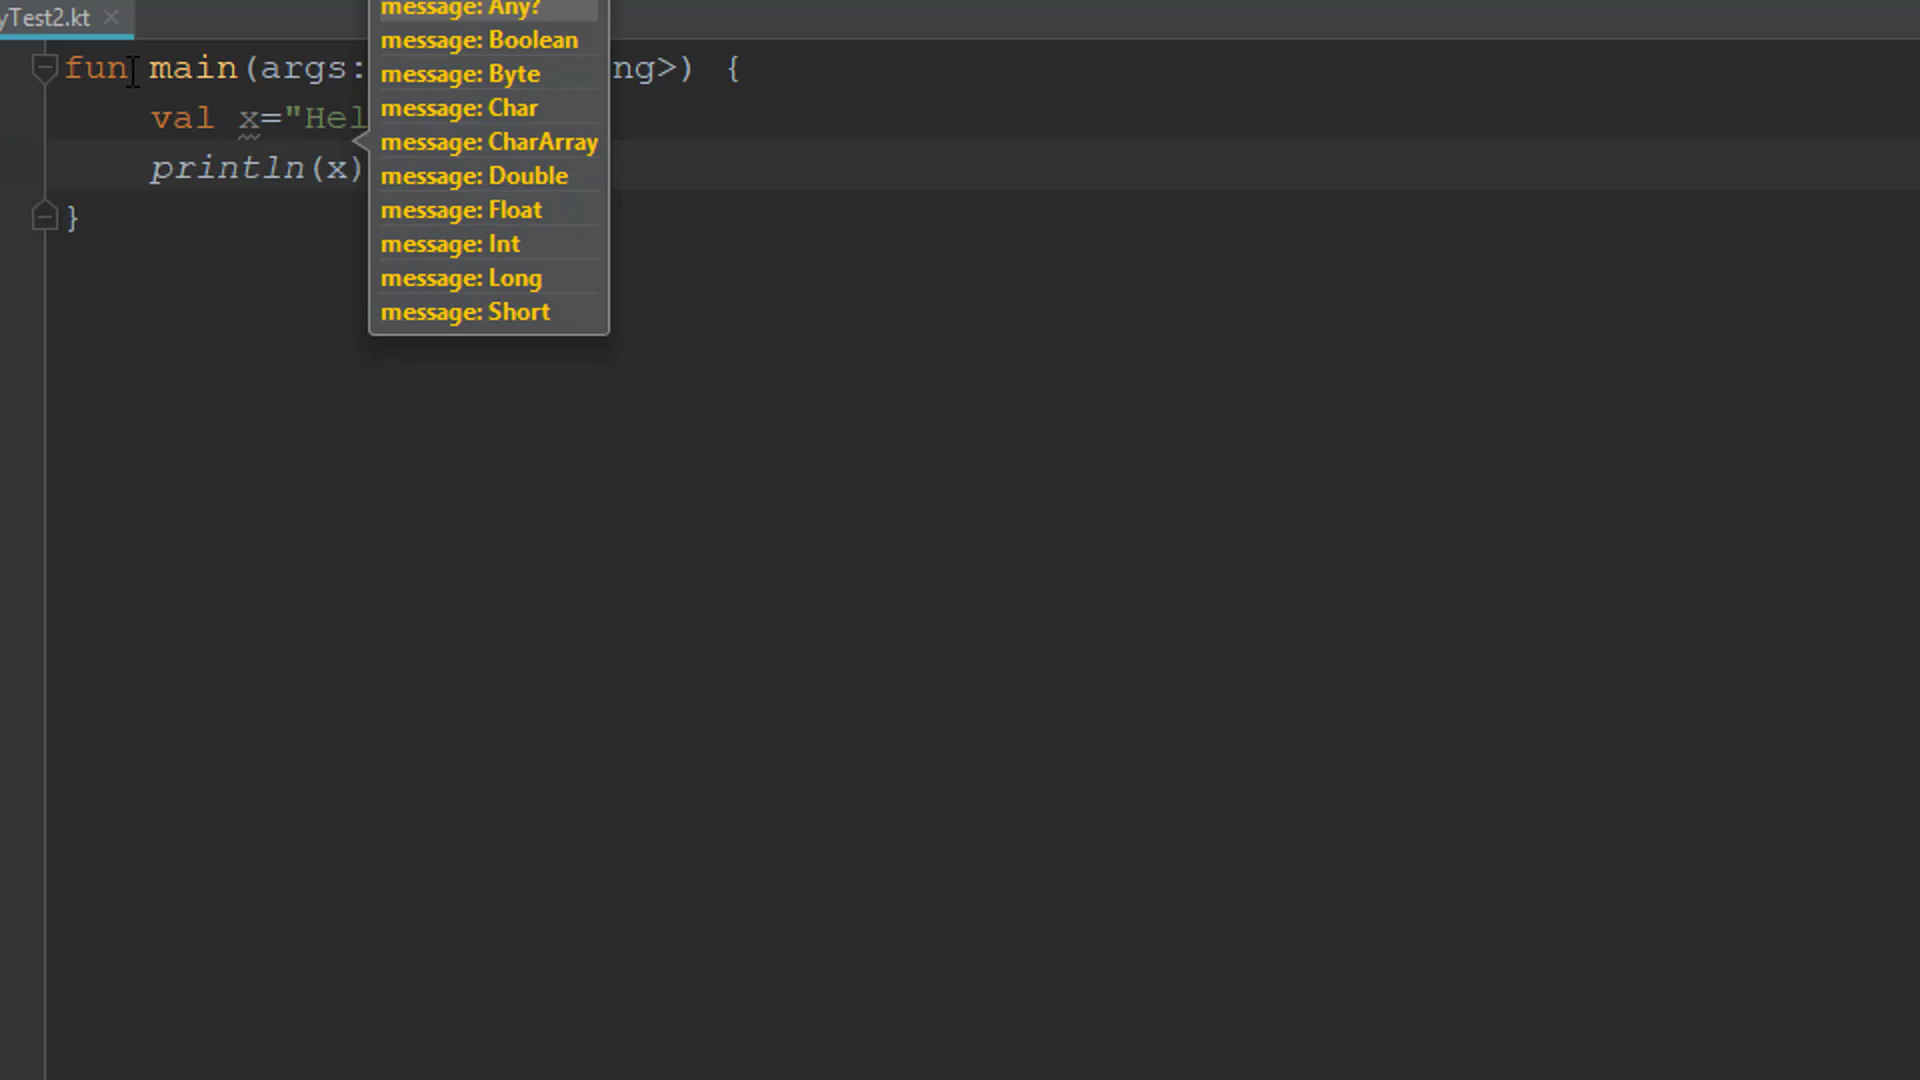 yTest2.kt
message: Any?
message: Boolean
message: Byte
message: Char
message: CharArray
message: Double
message: Float
message: Int
message: Long
message: Short
fun main(args: ng>) {
val x="Hel
println(x)
}